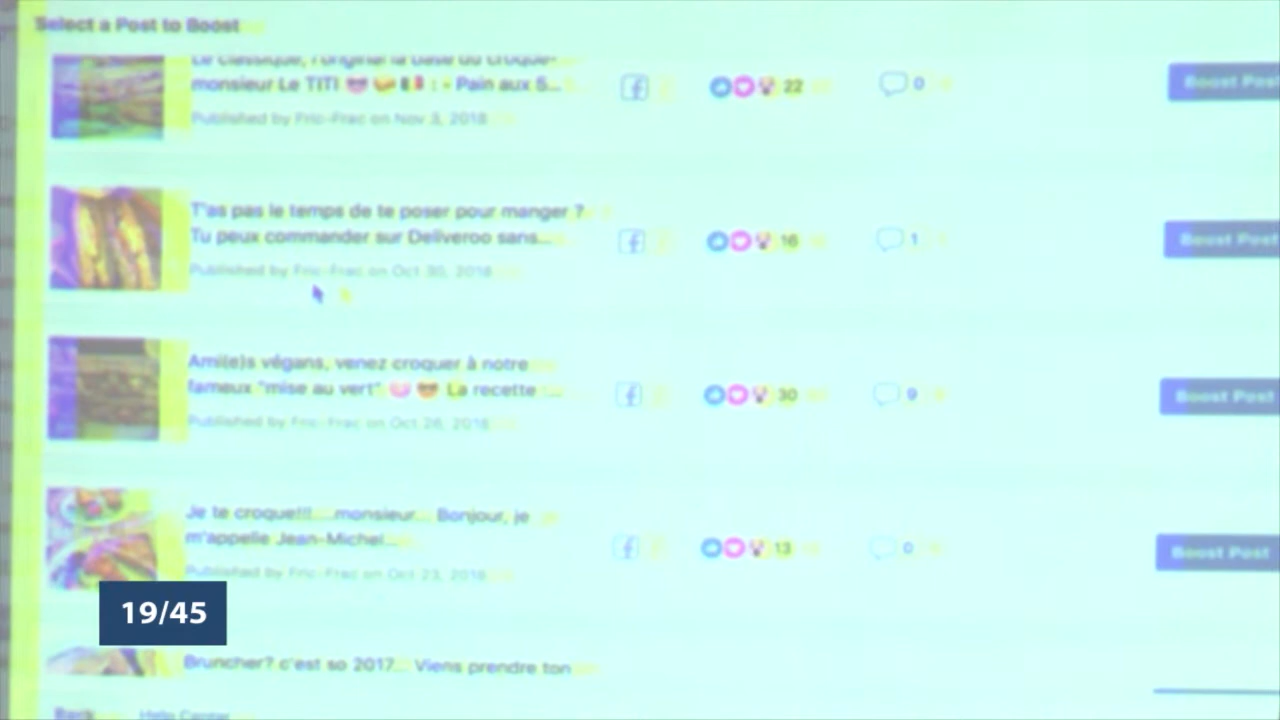 Select a Post to Boost
Le classique, l'original la base du croque-
monsieur Le TITI 😎 : - Pain aux 5...
22
0
Boost Post
Published by Fric-Frac on Nov 3, 2018
T'as pas le temps de te poser pour manger ?
Tu peux commander sur Deliveroo sans...
16
1
Boost Post
Published by Fric-Frac on Oct 30, 2018
Ami(e)s végans, venez croquer à notre
fameux "mise au vert" La recette ...
30
9
Boost Post
Published by Fric-Frac on Oct 26, 2018
Je te croque!!! ...monsieur... Bonjour, je
m'appelle Jean-Michel...
13
0
Boost Post
Published by Fric-Frac on Oct 23, 2018
19/45
Bruncher? c'est so 2017... Viens prendre ton
Back
Help Center